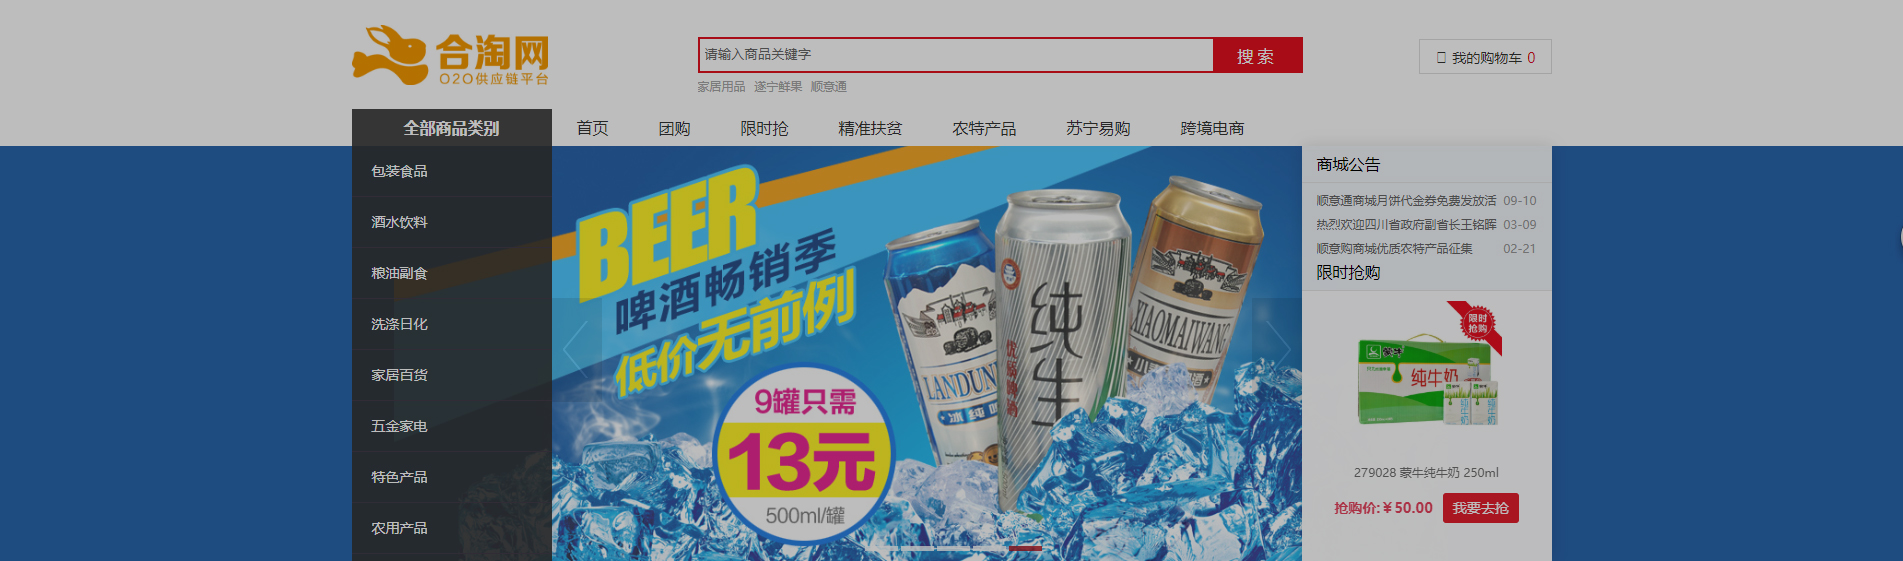 合淘网
O2O供应链平台
请输入商品关键字
搜索
我的购物车 0
家居用品 遂宁鲜果 顺意通
全部商品类别
首页 团购 限时抢 精准扶贫 农特产品 苏宁易购 跨境电商
包装食品
酒水饮料
粮油副食
洗涤日化
家居百货
五金家电
特色产品
农用产品
BEER
啤酒畅销季
低价无前例
9罐只需
13元
500ml/罐
LANDUN
冰纯
纯生
XIAOMAIWANG
商城公告
顺意通商城月饼代金券免费发放活 09-10
热烈欢迎四川省政府副省长王铭晖 03-09
顺意购商城优质农特产品征集 02-21
限时抢购
限时
抢购
蒙牛
纯牛奶
279028 蒙牛纯牛奶 250ml
抢购价:￥50.00
我要去抢